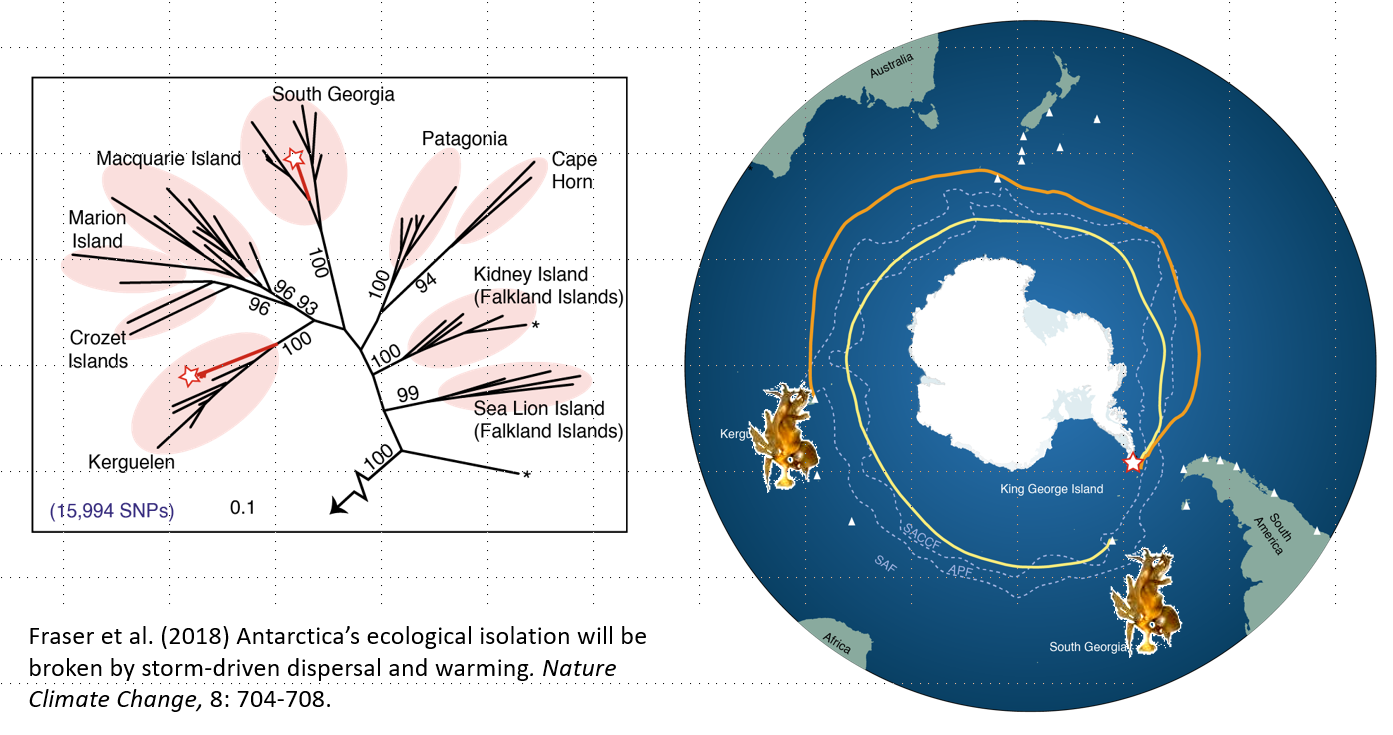 South Georgia
Macquarie Island
Patagonia
Cape
Horn
Marion
Island
100
100
94
Kidney Island
(Falkland Islands)
96
96
93
Crozet
Islands
100
100
*
99
Sea Lion Island
(Falkland Islands)
Kerguelen
100
*
(15,994 SNPs)
0.1
Fraser et al. (2018) Antarctica’s ecological isolation will be
broken by storm-driven dispersal and warming. Nature
Climate Change, 8: 704-708.
Australia
Kergu
King George Island
South
America
SACCF
SAF
APF
South Georgia
Africa